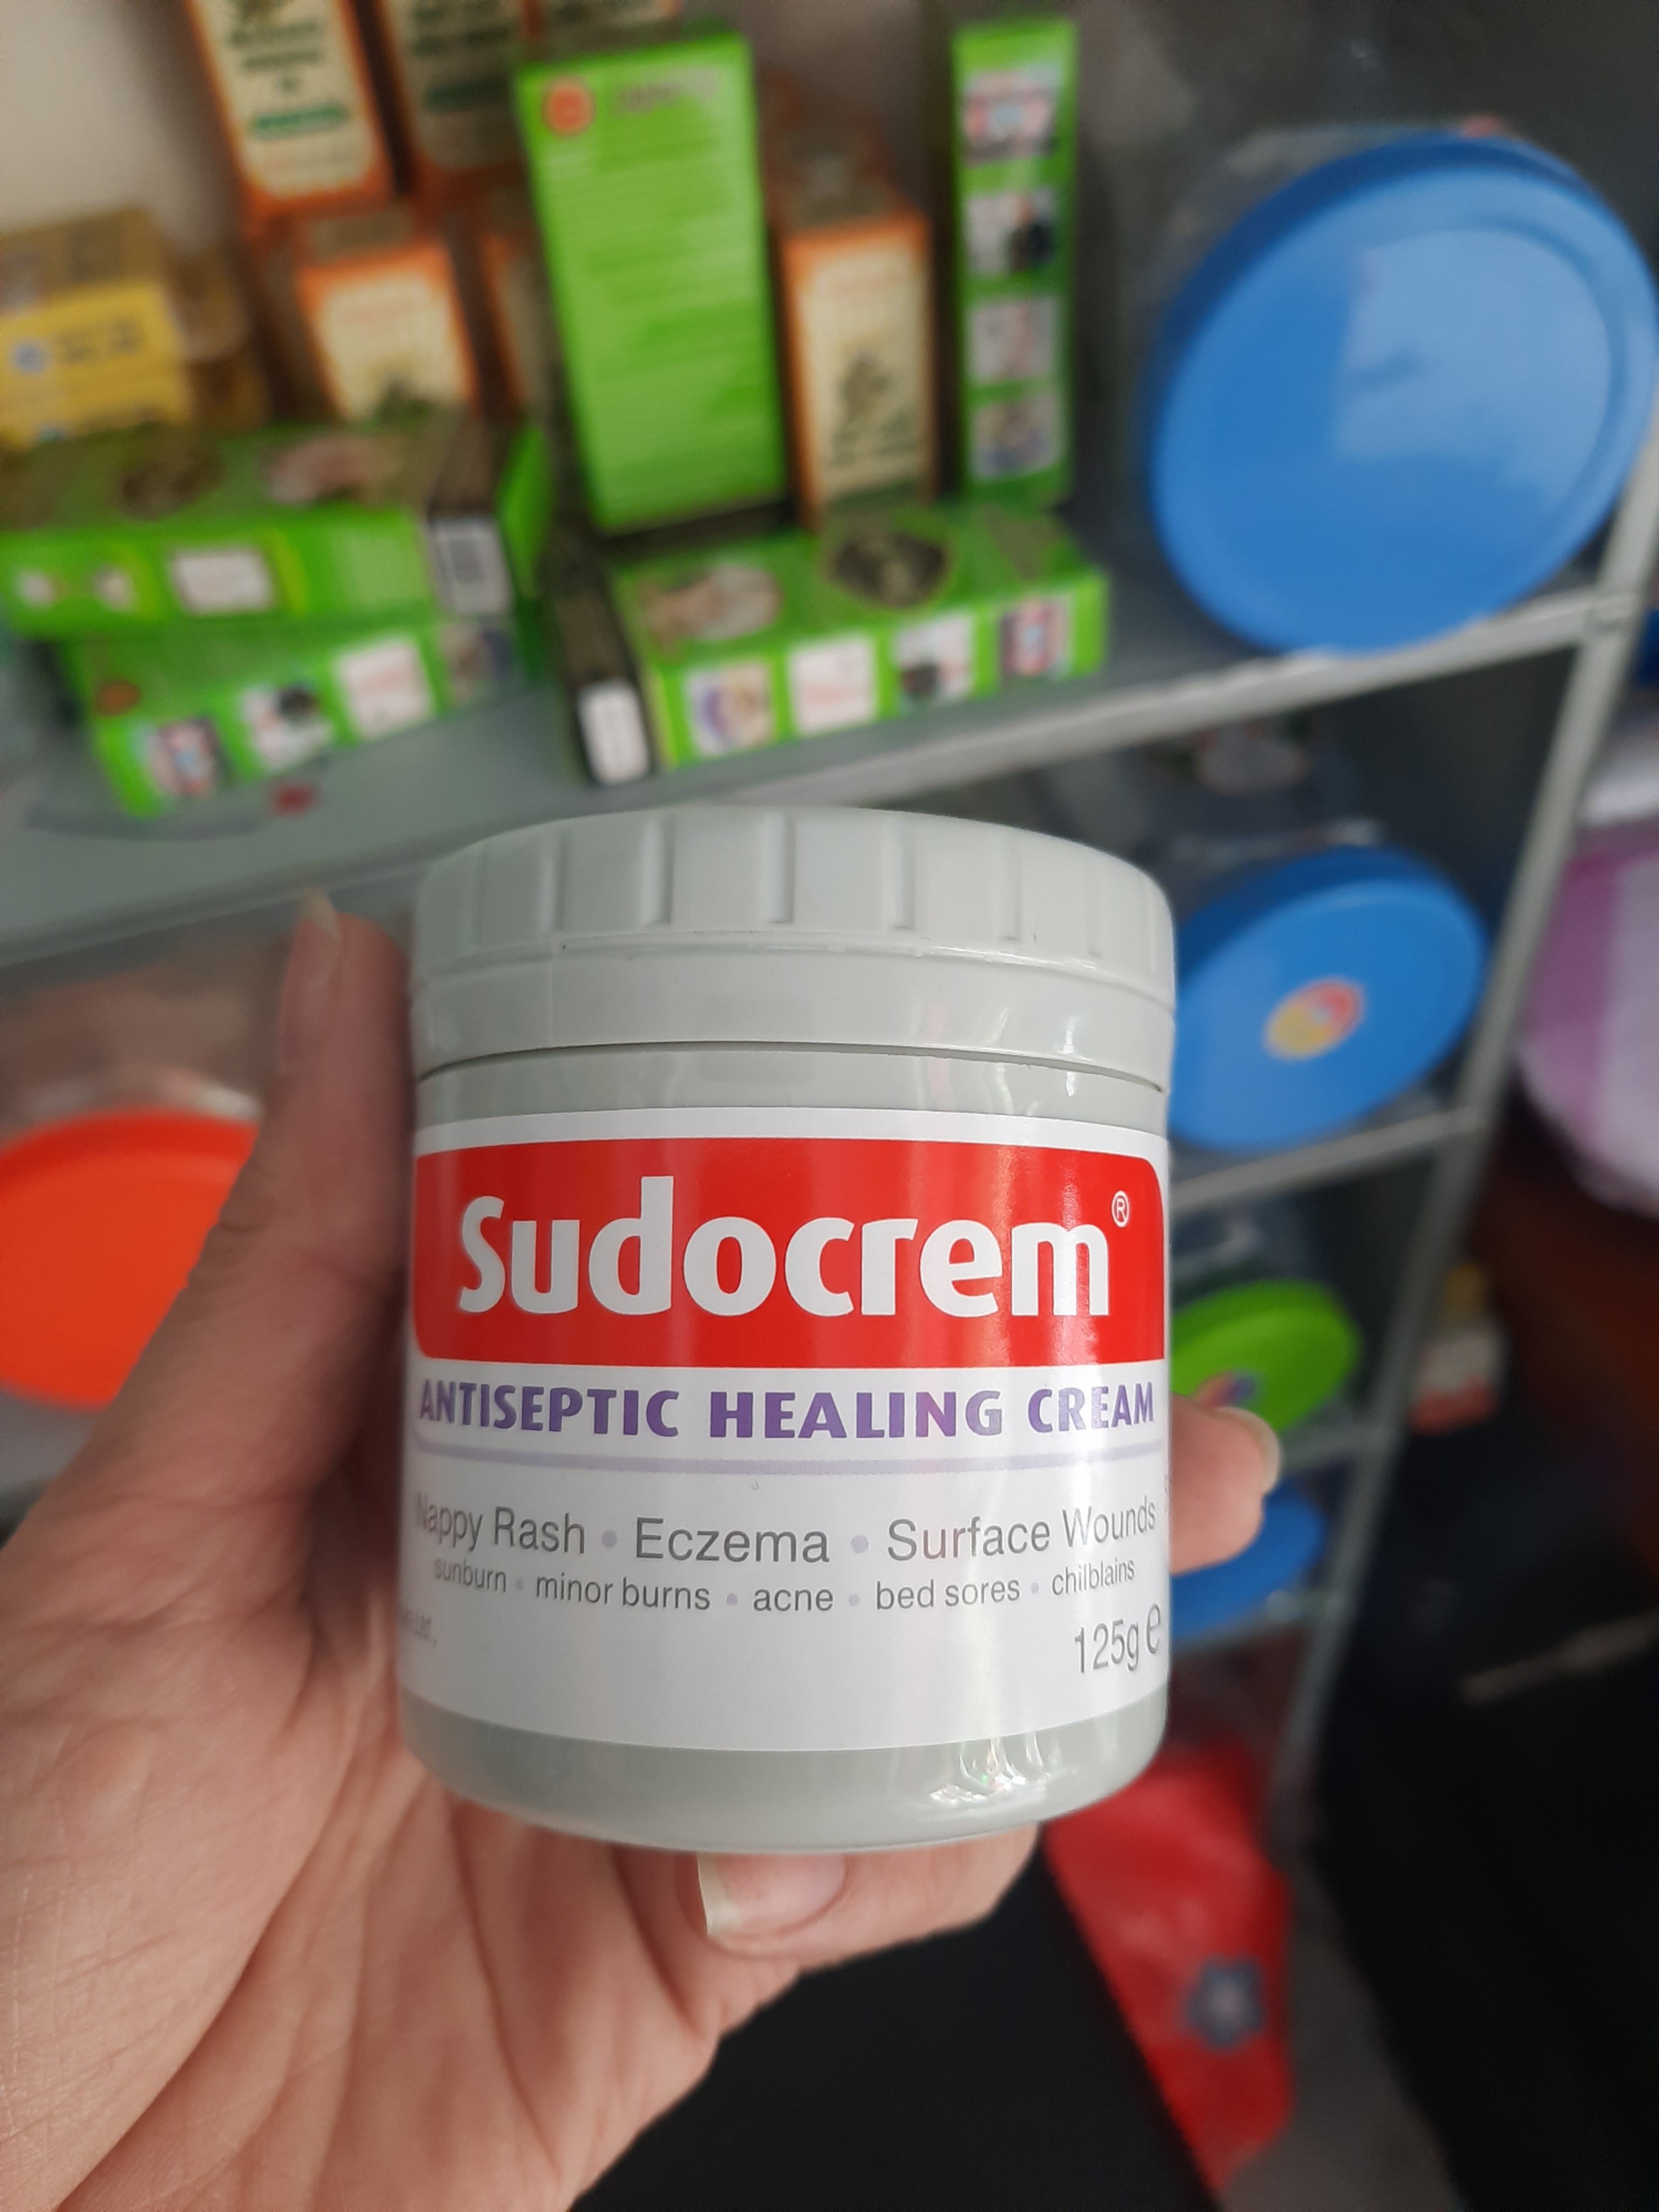 Sudocrem®
ANTISEPTIC HEALING CREAM
Nappy Rash • Eczema • Surface Wounds
sunburn • minor burns • acne • bed sores • chilblains
125g ℮